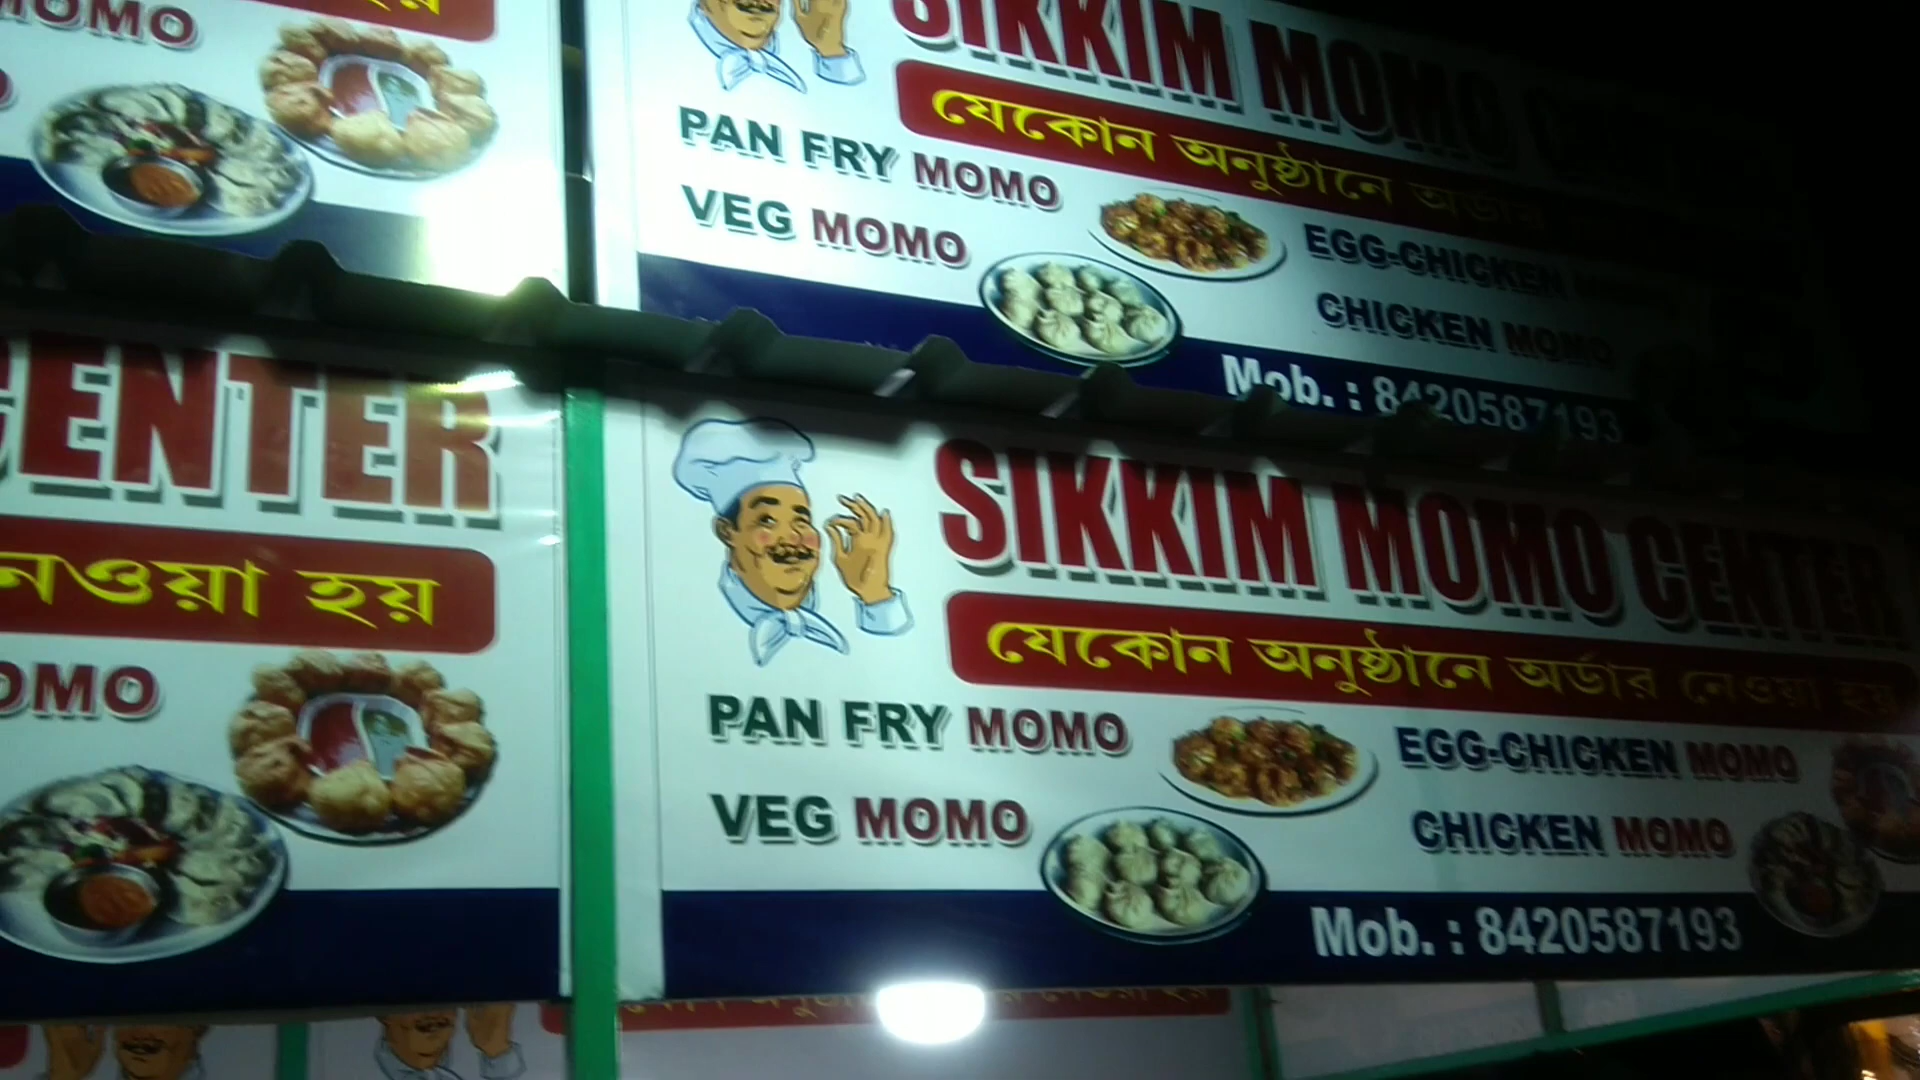 MOMO
হয়
SIKKIM MOMO
যেকোন অনুষ্ঠানে অর্ডার
PAN FRY MOMO
VEG MOMO
EGG-CHICKEN
CHICKEN MOMO
Mob. : 8420587193
CENTER
নেওয়া হয়
MOMO
SIKKIM MOMO CENTER
যেকোন অনুষ্ঠানে অর্ডার নেওয়া হয়
PAN FRY MOMO
EGG-CHICKEN MOMO
VEG MOMO
CHICKEN MOMO
Mob. : 8420587193